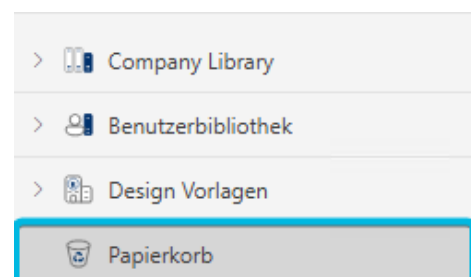 Company Library
Benutzerbibliothek
Design Vorlagen
Papierkorb